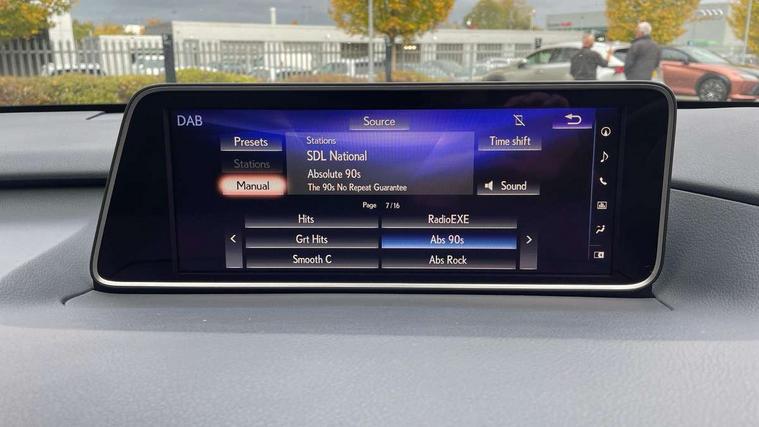 DAB
Source
Presets
Stations
Manual
Stations
SDL National
Absolute 90s
The 90s No Repeat Guarantee
Time shift
Sound
Page 7/16
Hits
RadioEXE
Grt Hits
Abs 90s
Smooth C
Abs Rock